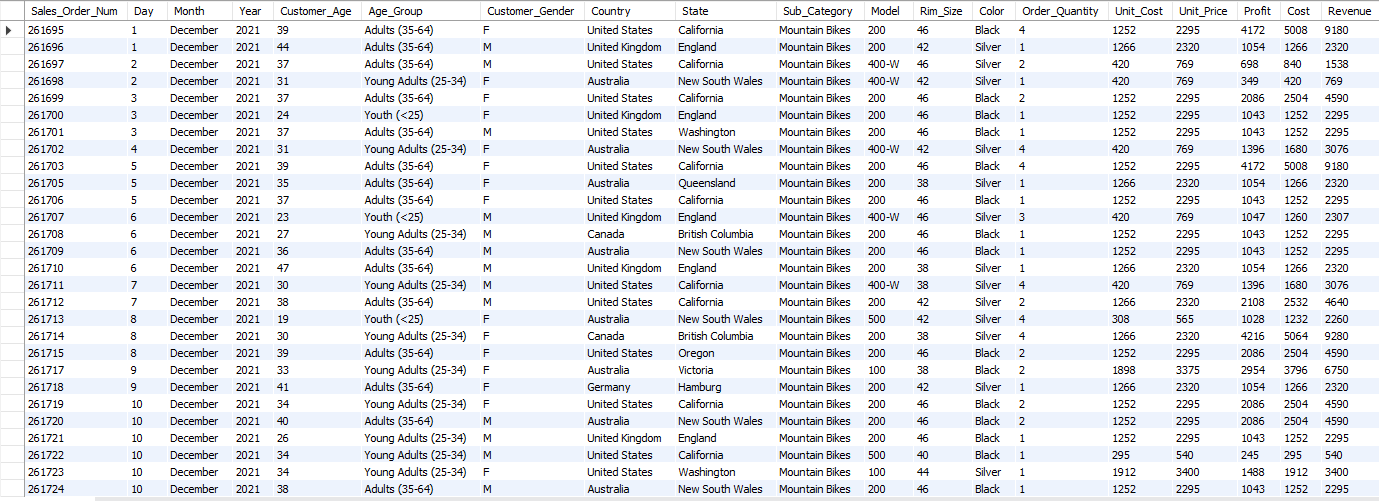 Sales_Order_Num Day Month Year Customer_Age Age_Group Customer_Gender Country State Sub_Category Model Rim_Size Color Order_Quantity Unit_Cost Unit_Price Profit Cost Revenue
261695 1 December 2021 39 Adults (35-64) F United States California Mountain Bikes 200 46 Black 4 1252 2295 4172 5008 9180
261696 1 December 2021 44 Adults (35-64) M United Kingdom England Mountain Bikes 200 42 Silver 1 1266 2320 1054 1266 2320
261697 2 December 2021 37 Adults (35-64) M United States California Mountain Bikes 400-W 46 Silver 2 420 769 698 840 1538
261698 2 December 2021 31 Young Adults (25-34) F Australia New South Wales Mountain Bikes 400-W 42 Silver 1 420 769 349 420 769
261699 3 December 2021 37 Adults (35-64) F United States California Mountain Bikes 200 46 Black 2 1252 2295 2086 2504 4590
261700 3 December 2021 24 Youth (<25) F United Kingdom England Mountain Bikes 200 46 Black 1 1252 2295 1043 1252 2295
261701 3 December 2021 37 Adults (35-64) M United States Washington Mountain Bikes 200 46 Black 1 1252 2295 1043 1252 2295
261702 4 December 2021 31 Young Adults (25-34) F Australia New South Wales Mountain Bikes 400-W 42 Silver 4 420 769 1396 1680 3076
261703 5 December 2021 39 Adults (35-64) F United States California Mountain Bikes 200 46 Black 4 1252 2295 4172 5008 9180
261705 5 December 2021 35 Adults (35-64) F Australia Queensland Mountain Bikes 200 38 Silver 1 1266 2320 1054 1266 2320
261706 5 December 2021 37 Adults (35-64) F United States California Mountain Bikes 200 46 Black 1 1252 2295 1043 1252 2295
261707 6 December 2021 23 Youth (<25) M United Kingdom England Mountain Bikes 400-W 46 Silver 3 420 769 1047 1260 2307
261708 6 December 2021 27 Young Adults (25-34) M Canada British Columbia Mountain Bikes 200 46 Black 1 1252 2295 1043 1252 2295
261709 6 December 2021 36 Adults (35-64) M Australia New South Wales Mountain Bikes 200 46 Black 1 1252 2295 1043 1252 2295
261710 6 December 2021 47 Adults (35-64) M United Kingdom England Mountain Bikes 200 38 Silver 1 1266 2320 1054 1266 2320
261711 7 December 2021 30 Young Adults (25-34) M United States California Mountain Bikes 400-W 38 Silver 4 420 769 1396 1680 3076
261712 7 December 2021 38 Adults (35-64) M United States California Mountain Bikes 200 42 Silver 2 1266 2320 2108 2532 4640
261713 8 December 2021 19 Youth (<25) F Australia New South Wales Mountain Bikes 500 42 Silver 4 308 565 1028 1232 2260
261714 8 December 2021 30 Young Adults (25-34) F Canada British Columbia Mountain Bikes 200 38 Silver 4 1266 2320 4216 5064 9280
261715 8 December 2021 39 Adults (35-64) F United States Oregon Mountain Bikes 200 46 Black 2 1252 2295 2086 2504 4590
261717 9 December 2021 33 Young Adults (25-34) F Australia Victoria Mountain Bikes 100 38 Black 2 1898 3375 2954 3796 6750
261718 9 December 2021 41 Adults (35-64) F Germany Hamburg Mountain Bikes 200 42 Silver 1 1266 2320 1054 1266 2320
261719 10 December 2021 34 Young Adults (25-34) F United States California Mountain Bikes 200 46 Black 2 1252 2295 2086 2504 4590
261720 10 December 2021 40 Adults (35-64) M Australia New South Wales Mountain Bikes 200 46 Black 2 1252 2295 2086 2504 4590
261721 10 December 2021 26 Young Adults (25-34) M United Kingdom England Mountain Bikes 200 46 Black 1 1252 2295 1043 1252 2295
261722 10 December 2021 34 Young Adults (25-34) M United States California Mountain Bikes 500 40 Black 1 295 540 245 295 540
261723 10 December 2021 34 Young Adults (25-34) F United States Washington Mountain Bikes 100 44 Silver 1 1912 3400 1488 1912 3400
261724 10 December 2021 38 Adults (35-64) M Australia New South Wales Mountain Bikes 200 46 Black 1 1252 2295 1043 1252 2295